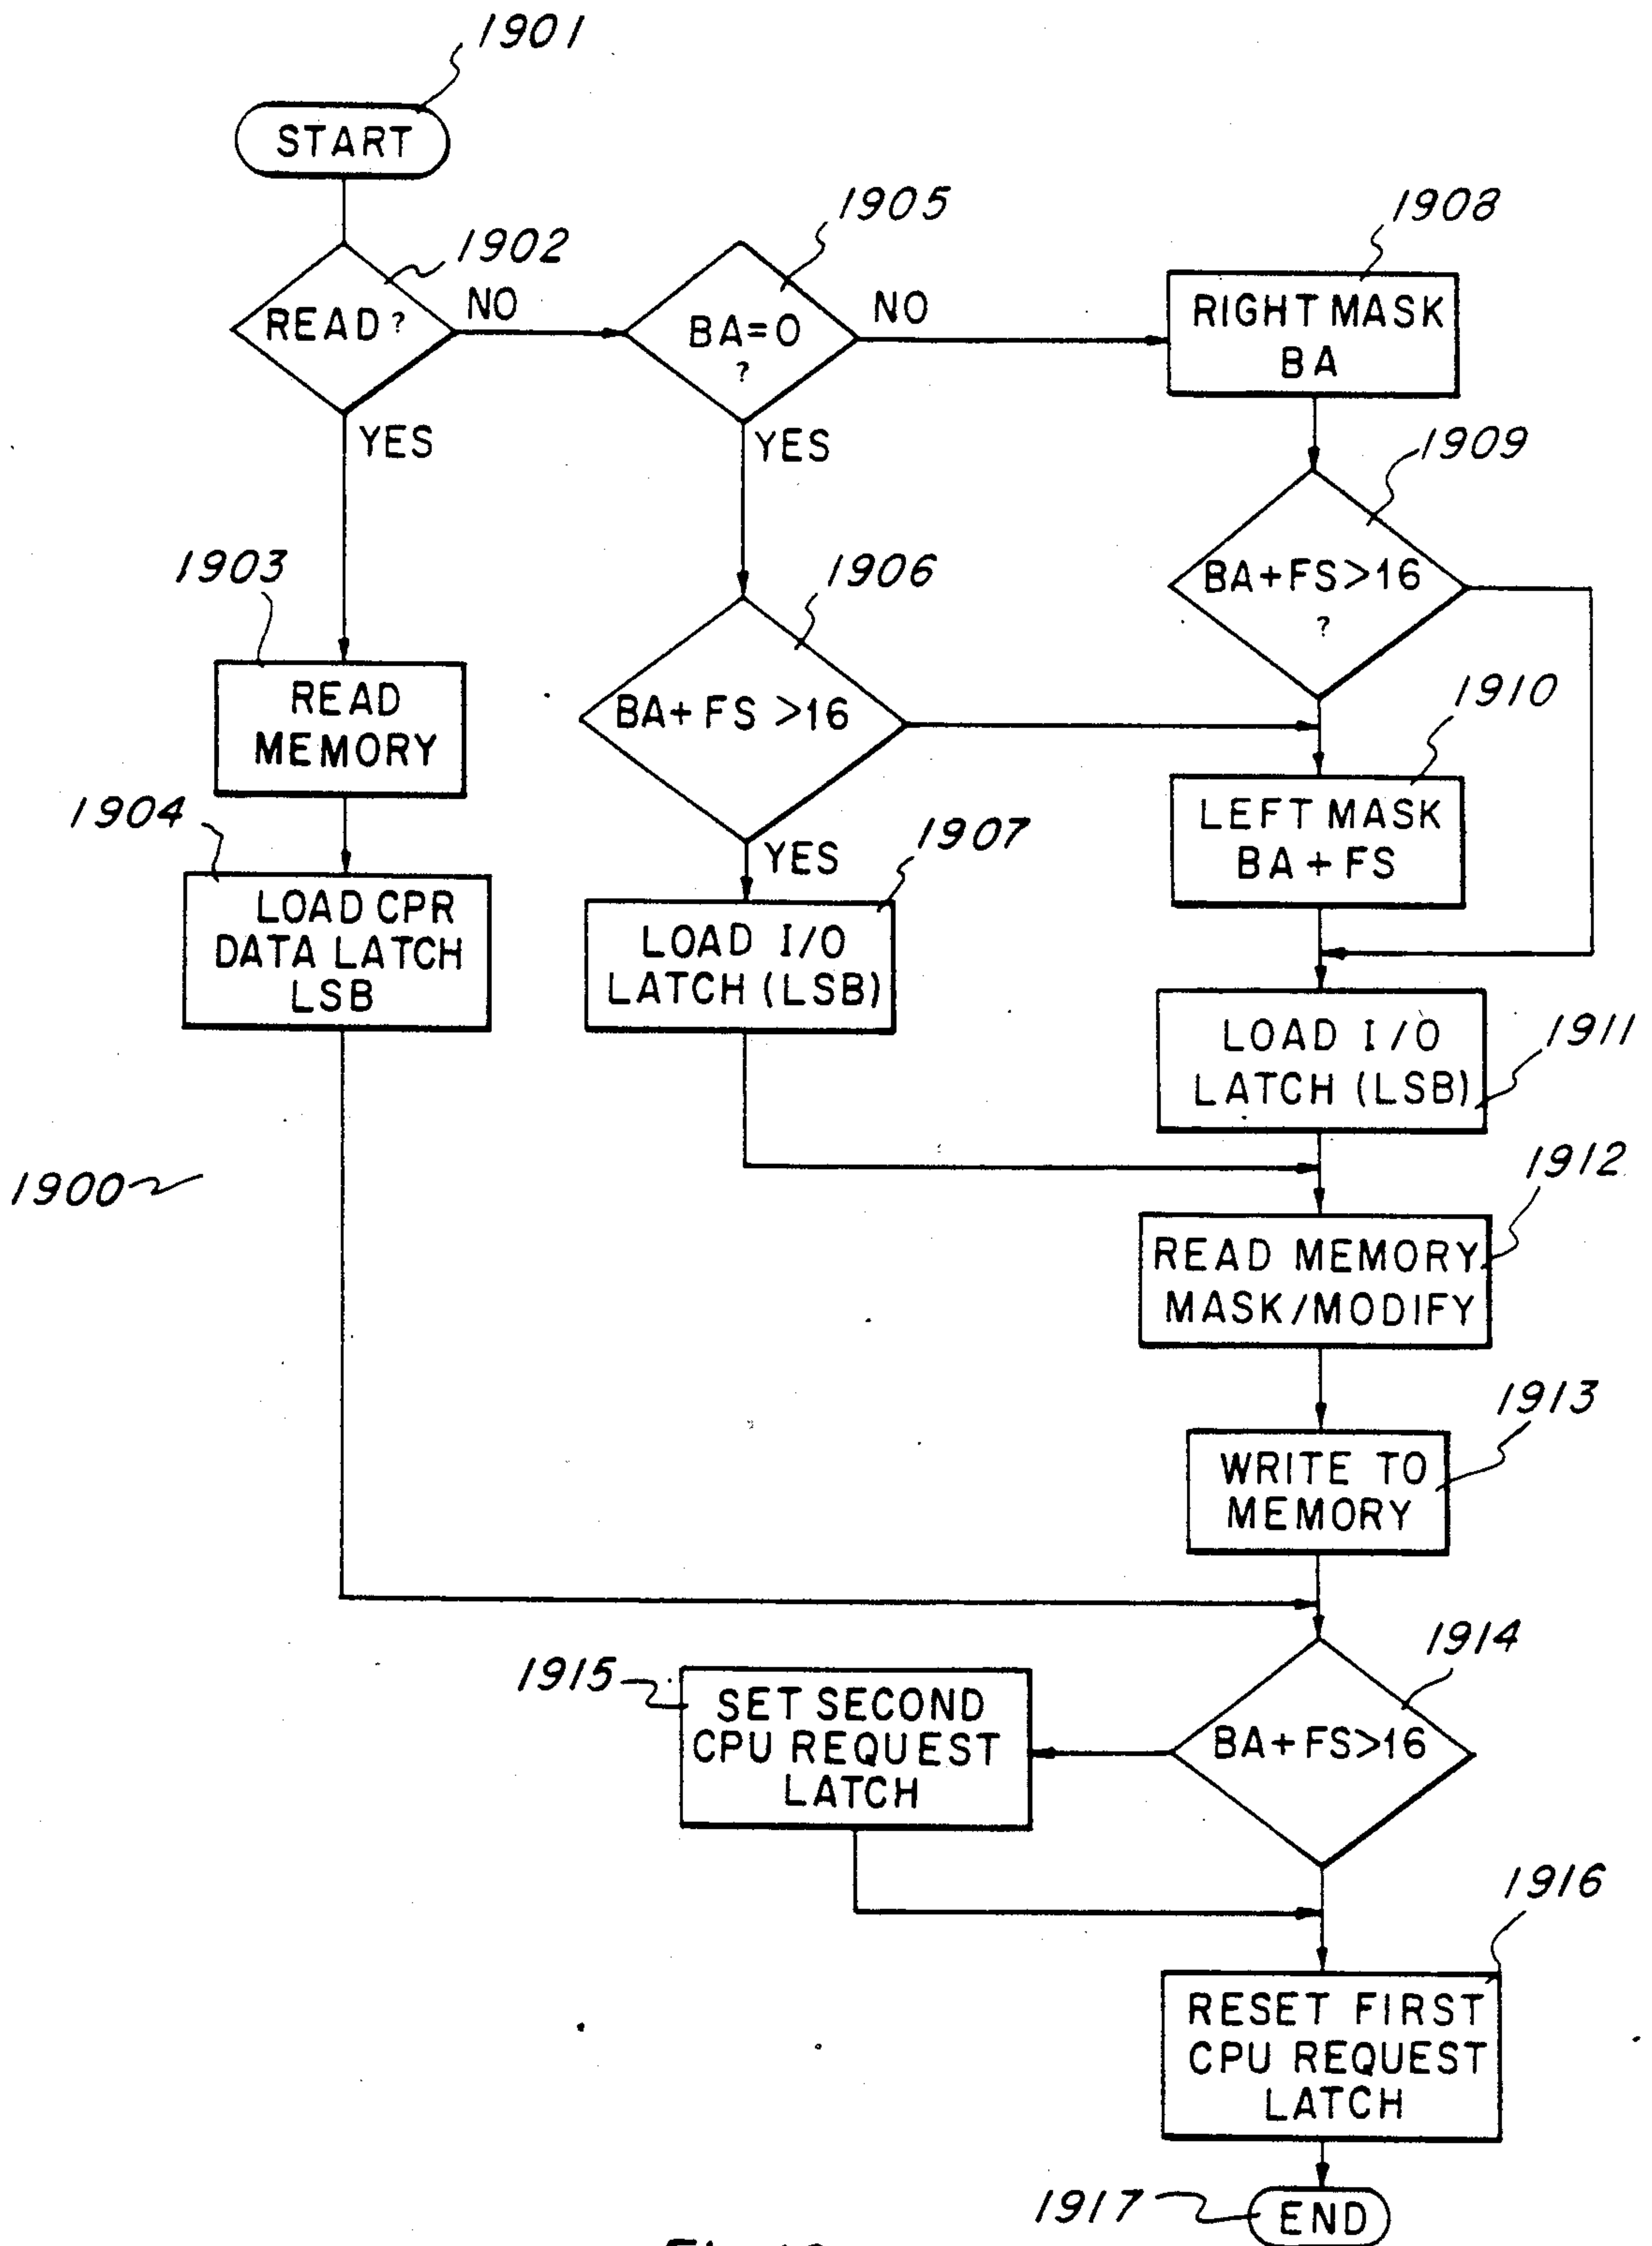 1901
START
1902
READ?
NO
YES
1905
BA=0
?
NO
YES
1908
RIGHT MASK
BA
1909
BA+FS>16
?
1903
READ
MEMORY
1906
BA+FS >16
YES
1910
LEFT MASK
BA+FS
1904
LOAD CPR
DATA LATCH
LSB
1907
LOAD I/O
LATCH (LSB)
1911
LOAD I/O
LATCH (LSB)
1900
1912
READ MEMORY
MASK/MODIFY
1913
WRITE TO
MEMORY
1914
BA+FS>16
1915
SET SECOND
CPU REQUEST
LATCH
1916
RESET FIRST
CPU REQUEST
LATCH
1917
END